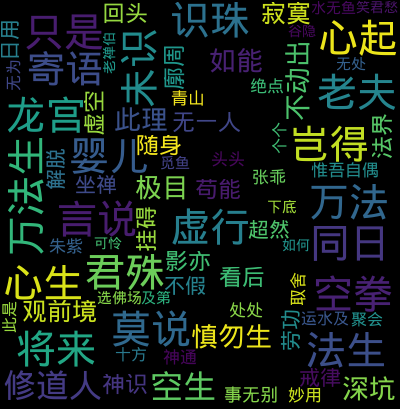 回头
识珠
寂寞
水无鱼笑君愁
谷隐
只是
心起
日用
老禅伯
未识
廓周
如能
无处
寄语
无为
绝点
不动出
老夫
青山
虚空
龙宫
此理
无一人
个个
岂得
法界
随身
婴儿
觅鱼
头头
惟吾自偶
解脱
万法生
坐禅
极目
苟能
张乖
万法
言说
挂碍
下底
虚行
朱紫
可怜
超然
如何
同日
影亦
心生
君殊
看后
不假
取舍
空拳
选佛场
及第
观前境
此是
莫说
处处
劳功
运水及
聚会
慎勿生
将来
十方
神通
法生
戒律
修道人
神识
空生
事无别
妙用
深坑